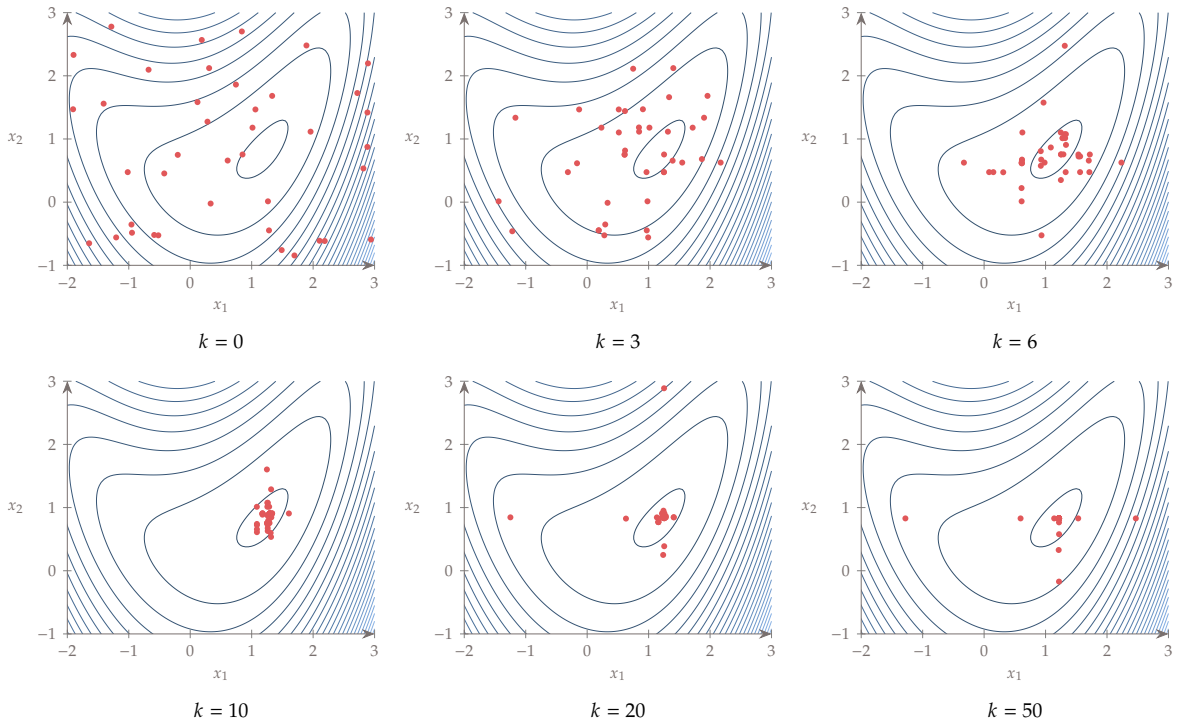 3 3 3
2 2 2
x₂ 1 x₂ 1 x₂ 1
0 0 0
−1 −1 −1
−2 −1 0 1 2 3 −2 −1 0 1 2 3 −2 −1 0 1 2 3
x₁ x₁ x₁
k = 0 k = 3 k = 6
3 3 3
2 2 2
x₂ 1 x₂ 1 x₂ 1
0 0 0
−1 −1 −1
−2 −1 0 1 2 3 −2 −1 0 1 2 3 −2 −1 0 1 2 3
x₁ x₁ x₁
k = 10 k = 20 k = 50